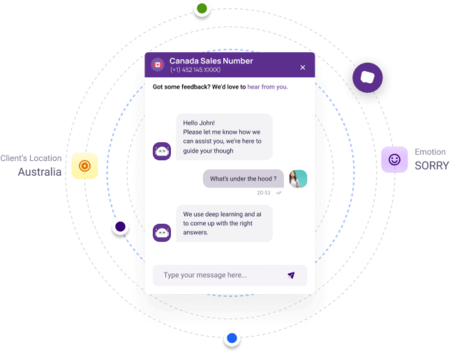 Canada Sales Number
(+1) 452 145 XXXX)
Got some feedback? We'd love to hear from you.
Hello John!
Please let me know how we
can assist you, we're here to
guide your though
What's under the hood ?
20:53
We use deep learning and ai
to come up with the right
answers.
Type your message here...
Client's Location
Australia
Emotion
SORRY